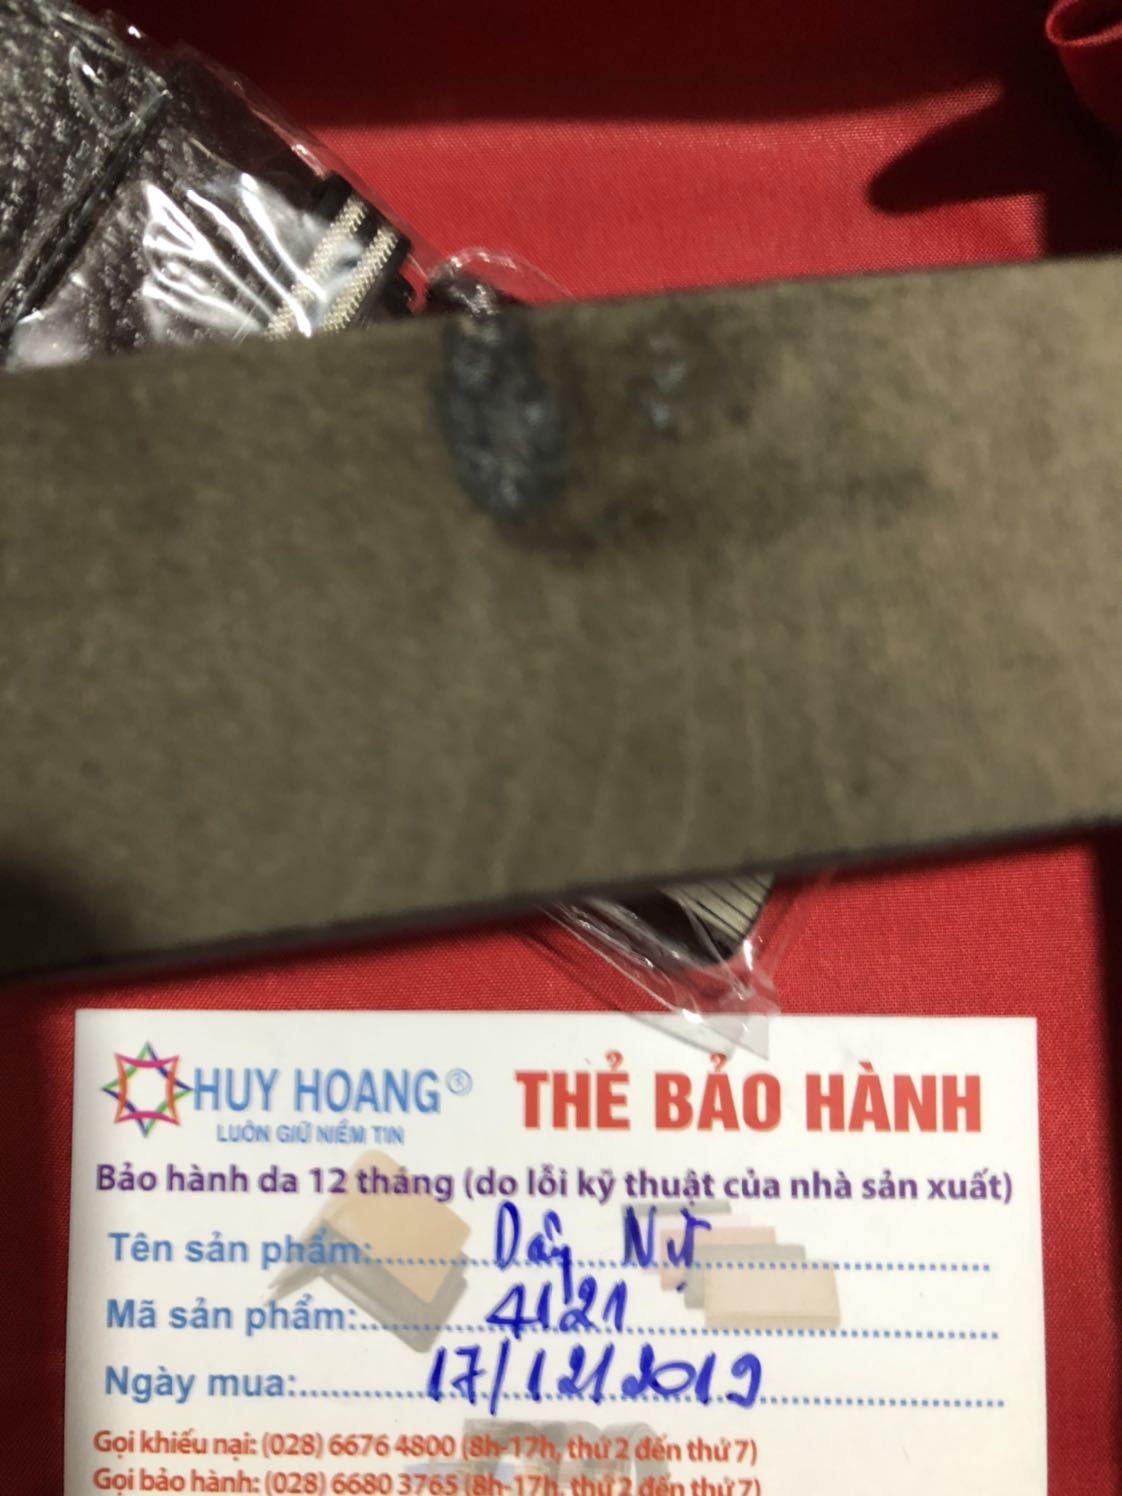 HUY HOANG®
LUÔN GIỮ NIỀM TIN
THẺ BẢO HÀNH
Bảo hành da 12 tháng (do lỗi kỹ thuật của nhà sản xuất)
Tên sản phẩm: Dây Nịt
Mã sản phẩm: 4121
Ngày mua: 17/12/2019
Gọi khiếu nại: (028) 6676 4800 (8h-17h, thứ 2 đến thứ 7)
Gọi bảo hành: (028) 6680 3765 (8h-17h, thứ 2 đến thứ 7)